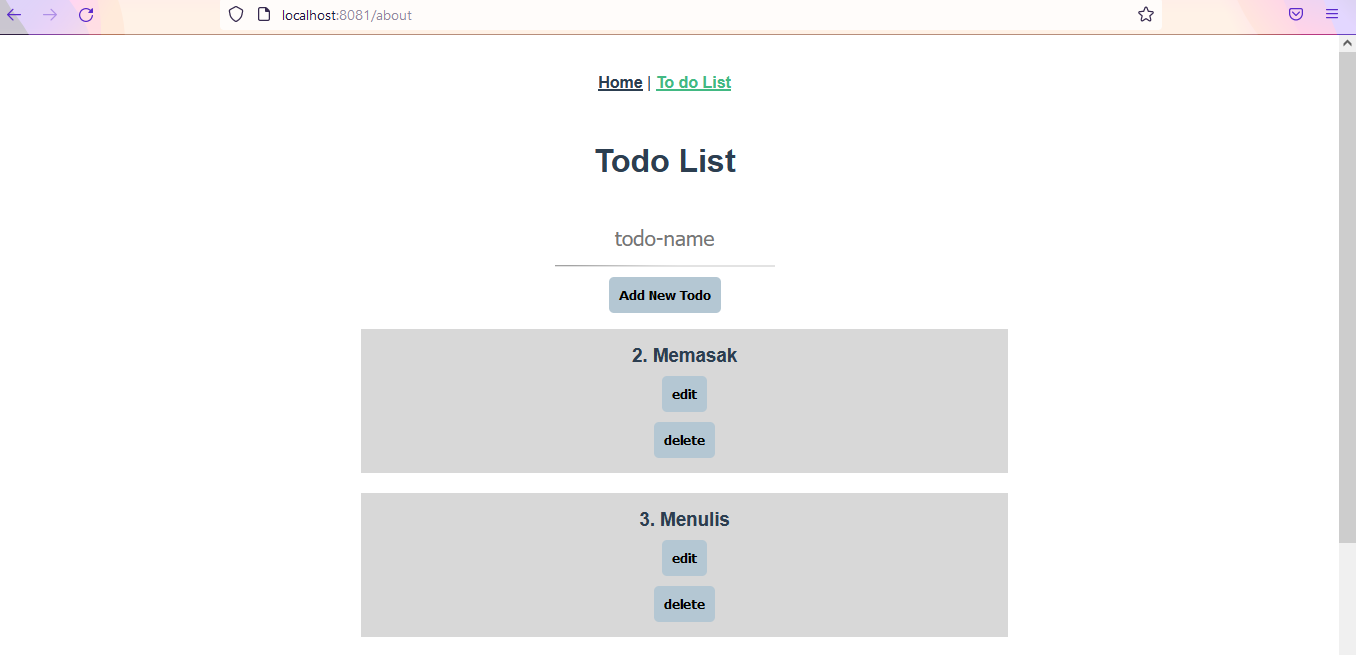 localhost:8081/about
Home | To do List
Todo List
todo-name
Add New Todo
2. Memasak
edit
delete
3. Menulis
edit
delete